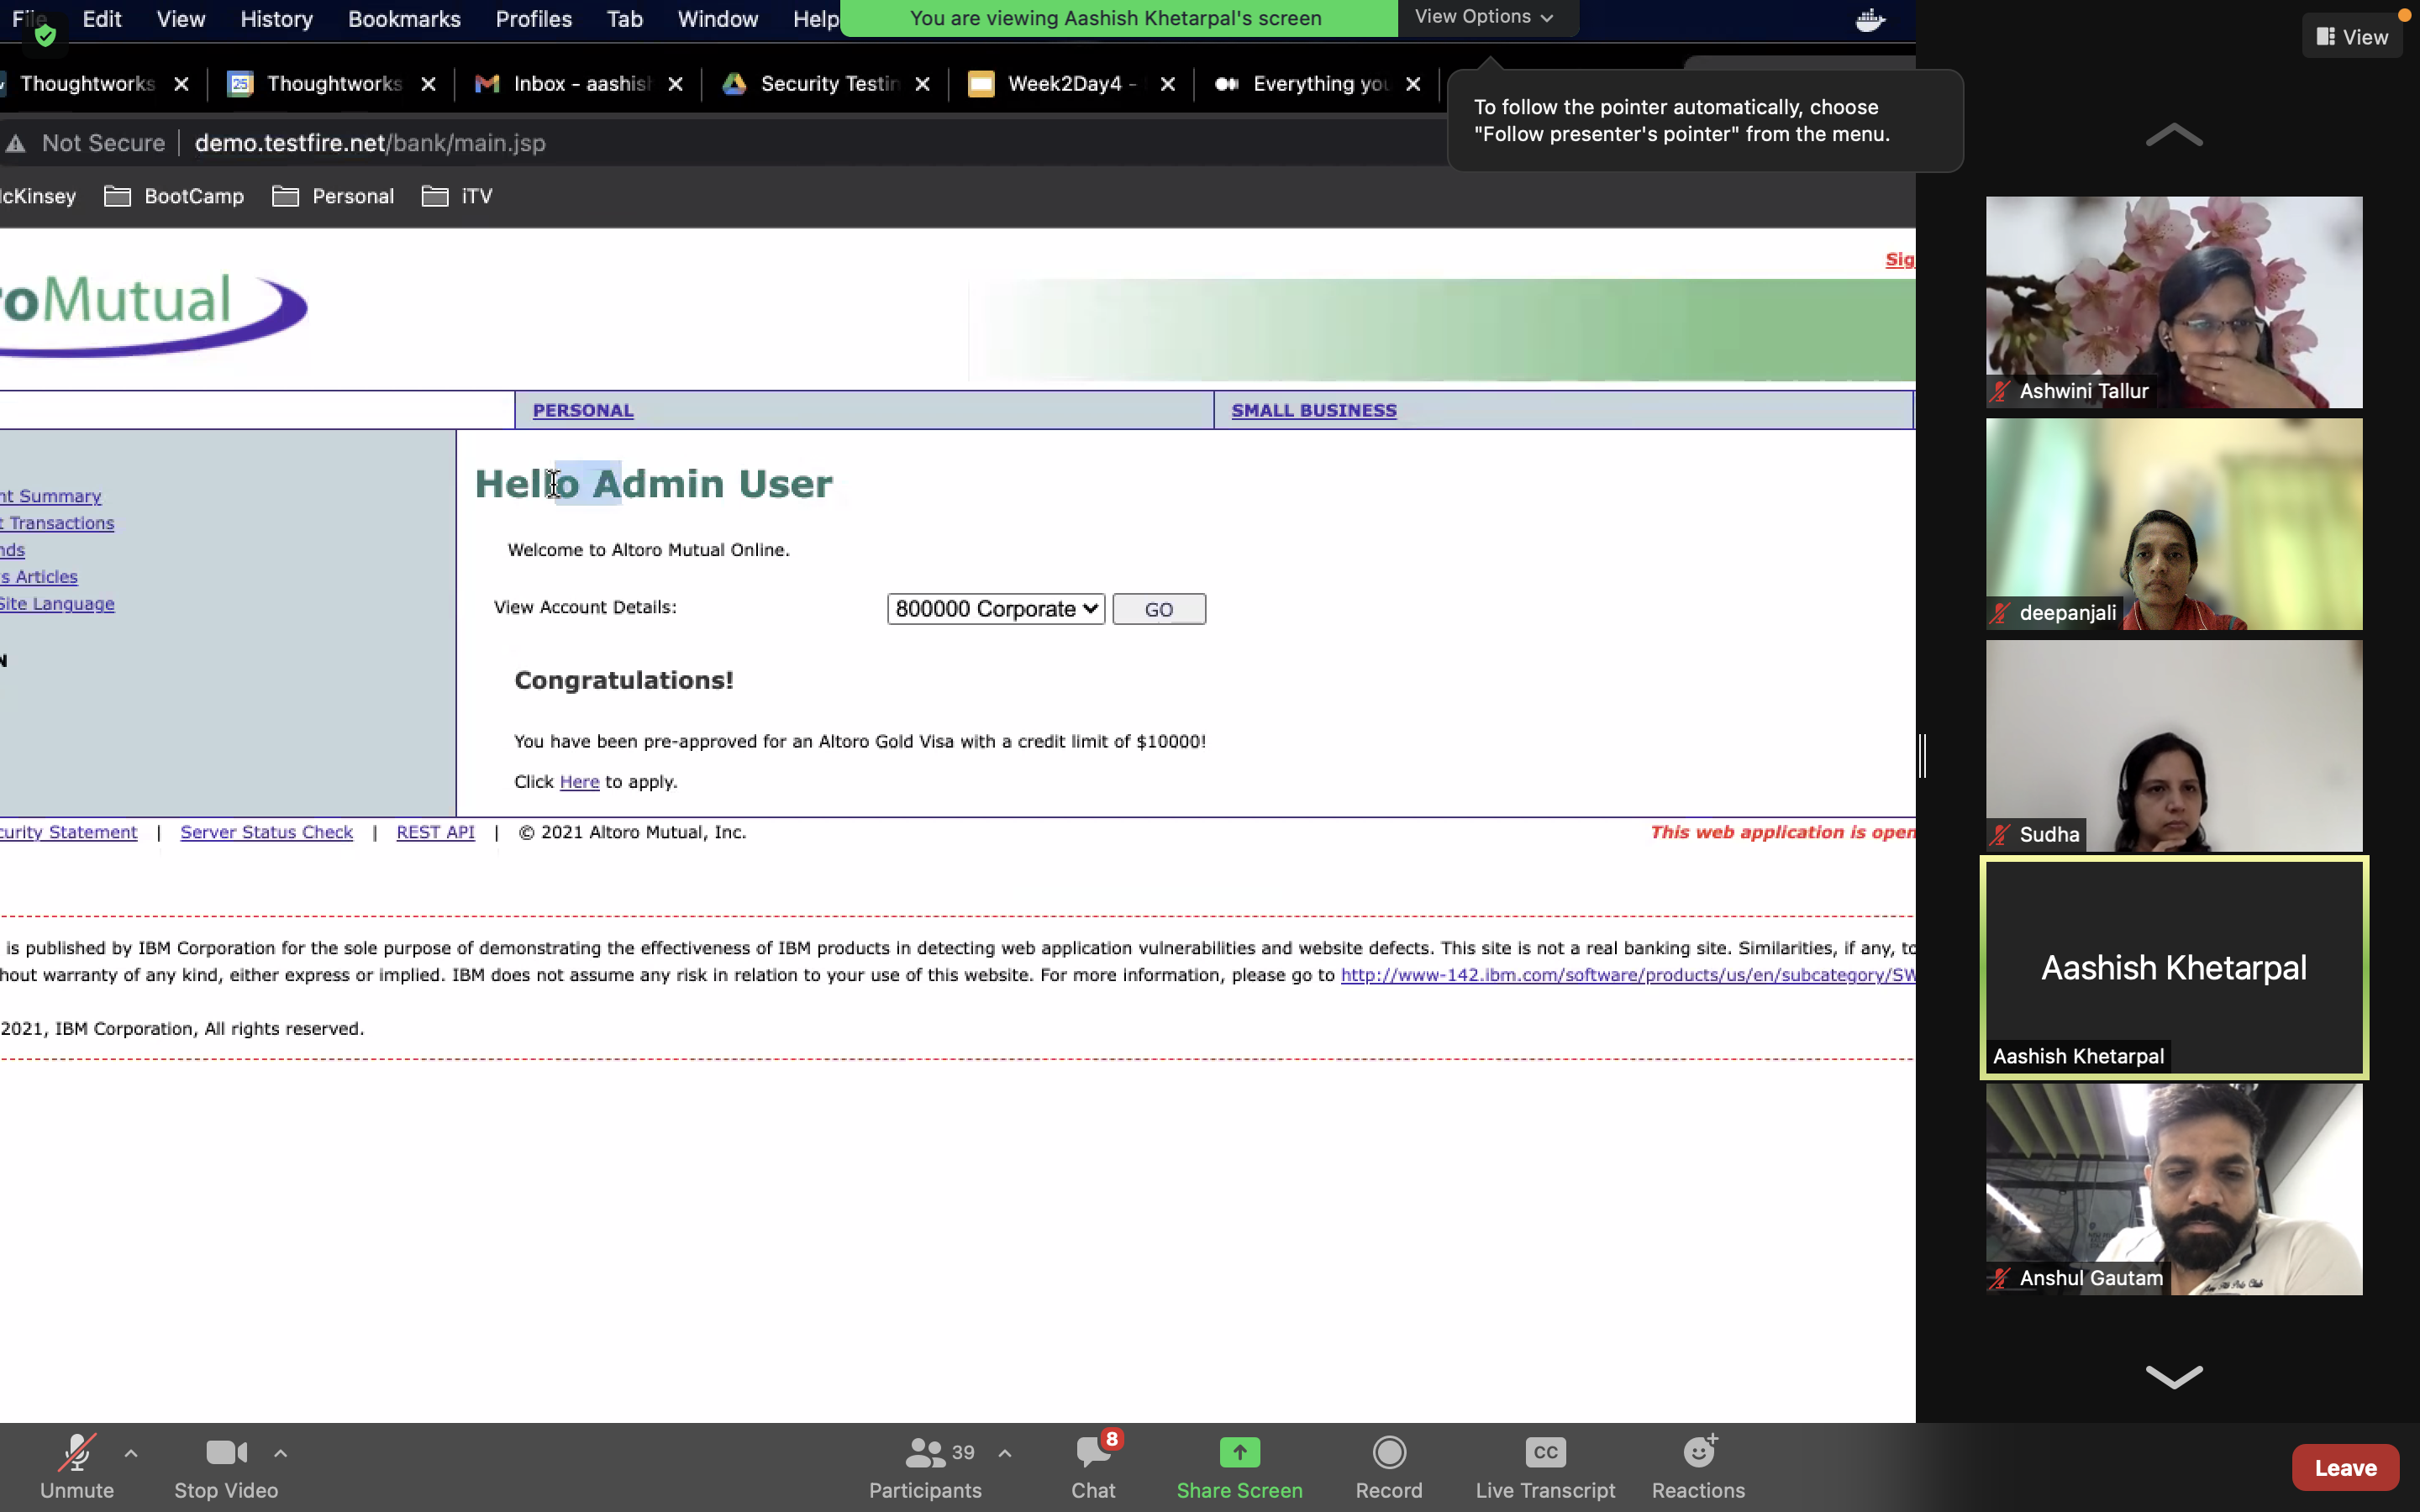 File Edit View History Bookmarks Profiles Tab Window Help
You are viewing Aashish Khetarpal's screen View Options
View
Thoughtworks Thoughtworks Inbox - aashish Security Testin Week2Day4 - Everything you
To follow the pointer automatically, choose
"Follow presenter's pointer" from the menu.
Not Secure demo.testfire.net/bank/main.jsp
cKinsey BootCamp Personal iTV
Sig
oMutual
PERSONAL SMALL BUSINESS
Hello Admin User
nt Summary
t Transactions
nds
s Articles
Site Language
N
Welcome to Altoro Mutual Online.
View Account Details: 800000 Corporate GO
Congratulations!
You have been pre-approved for an Altoro Gold Visa with a credit limit of $10000!
Click Here to apply.
curity Statement | Server Status Check | REST API | © 2021 Altoro Mutual, Inc.
This web application is open
is published by IBM Corporation for the sole purpose of demonstrating the effectiveness of IBM products in detecting web application vulnerabilities and website defects. This site is not a real banking site. Similarities, if any, to
hout warranty of any kind, either express or implied. IBM does not assume any risk in relation to your use of this website. For more information, please go to http://www-142.ibm.com/software/products/us/en/subcategory/SW
2021, IBM Corporation, All rights reserved.
Ashwini Tallur
deepanjali
Sudha
Aashish Khetarpal
Aashish Khetarpal
Anshul Gautam
Unmute Stop Video Participants 39 Chat 8 Share Screen Record CC Live Transcript Reactions Leave